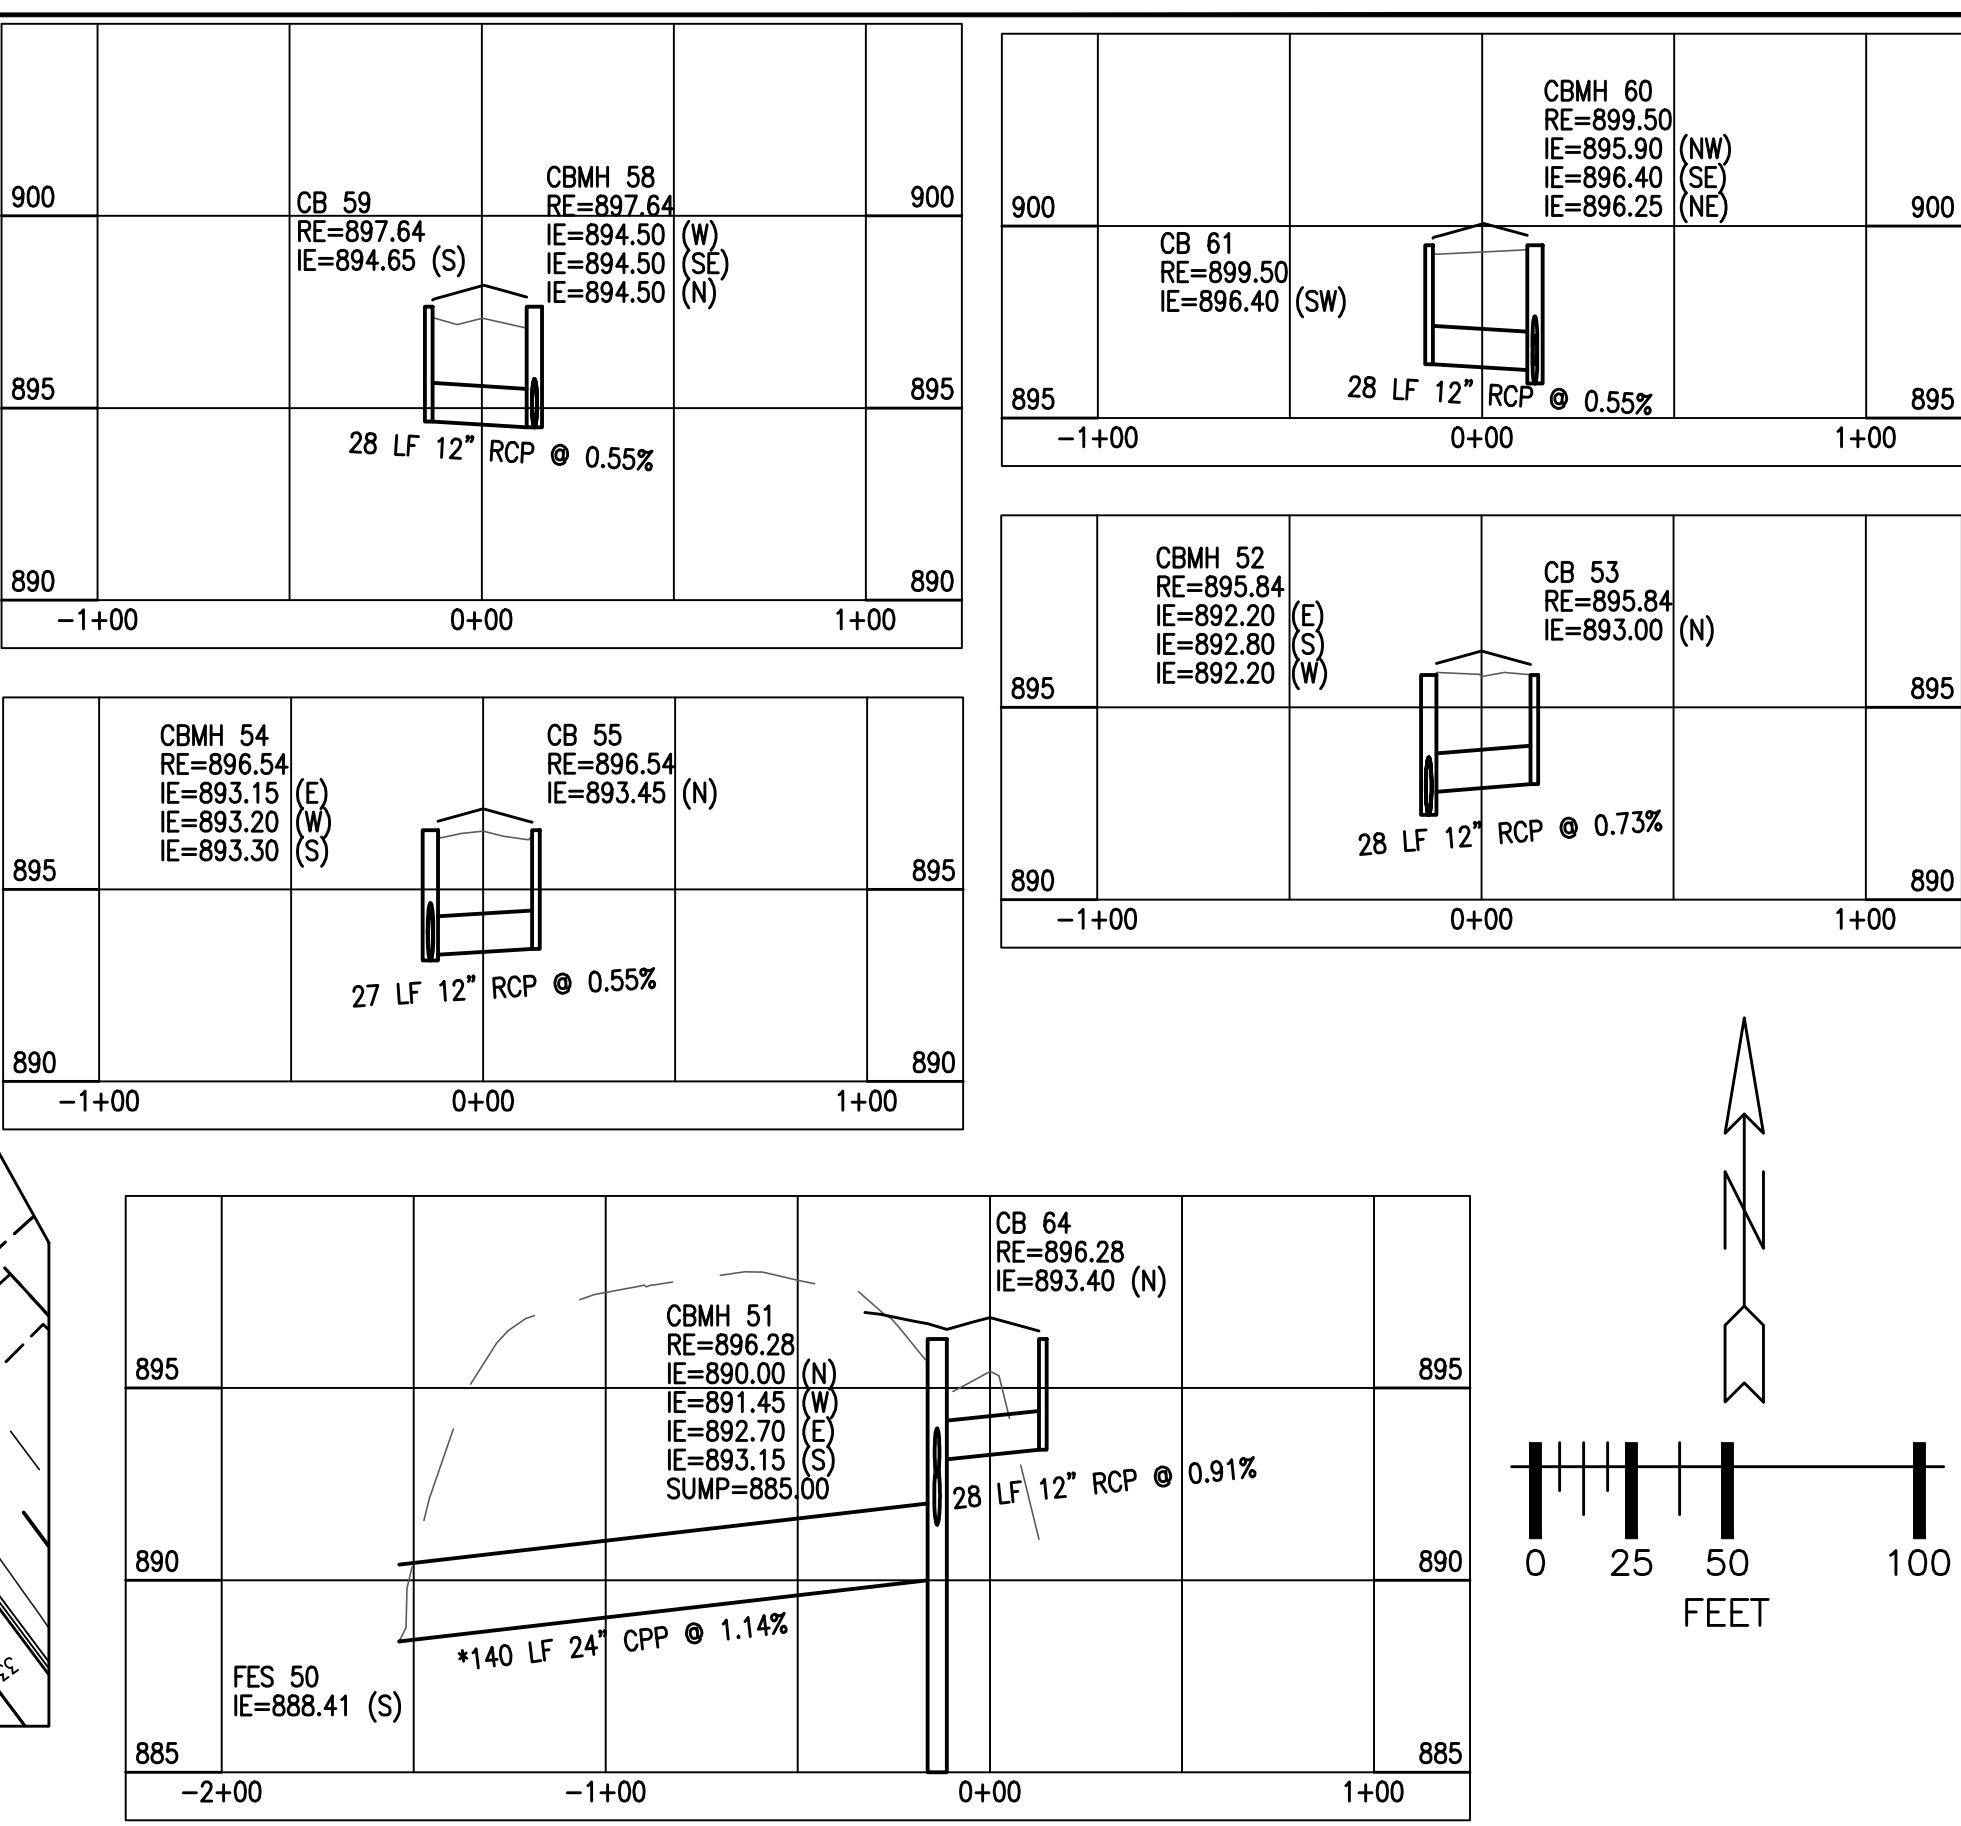 CB 59
RE=897.64
IE=894.65 (S)
CBMH 58
RE=897.64
IE=894.50 (W)
IE=894.50 (SE)
IE=894.50 (N)
900
900
895
895
28 LF 12” RCP @ 0.55%
890
890
-1+00
0+00
1+00
CBMH 60
RE=899.50
IE=895.90 (NW)
IE=896.40 (SE)
IE=896.25 (NE)
900
900
CB 61
RE=899.50
IE=896.40 (SW)
28 LF 12” RCP @ 0.55%
895
895
-1+00
0+00
1+00
CBMH 52
RE=895.84
IE=892.20 (E)
IE=892.80 (S)
IE=892.20 (W)
CB 53
RE=895.84
IE=893.00 (N)
895
895
28 LF 12” RCP @ 0.73%
890
890
-1+00
0+00
1+00
CBMH 54
RE=896.54
IE=893.15 (E)
IE=893.20 (W)
IE=893.30 (S)
CB 55
RE=896.54
IE=893.45 (N)
895
895
27 LF 12” RCP @ 0.55%
890
890
-1+00
0+00
1+00
CB 64
RE=896.28
IE=893.40 (N)
CBMH 51
RE=896.28
IE=890.00 (N)
IE=891.45 (W)
IE=892.70 (E)
IE=893.15 (S)
SUMP=885.00
895
895
28 LF 12” RCP @ 0.91%
890
890
*140 LF 24” CPP @ 1.14%
FES 50
IE=888.41 (S)
885
885
-2+00
-1+00
0+00
1+00
N
0 25 50 100
FEET